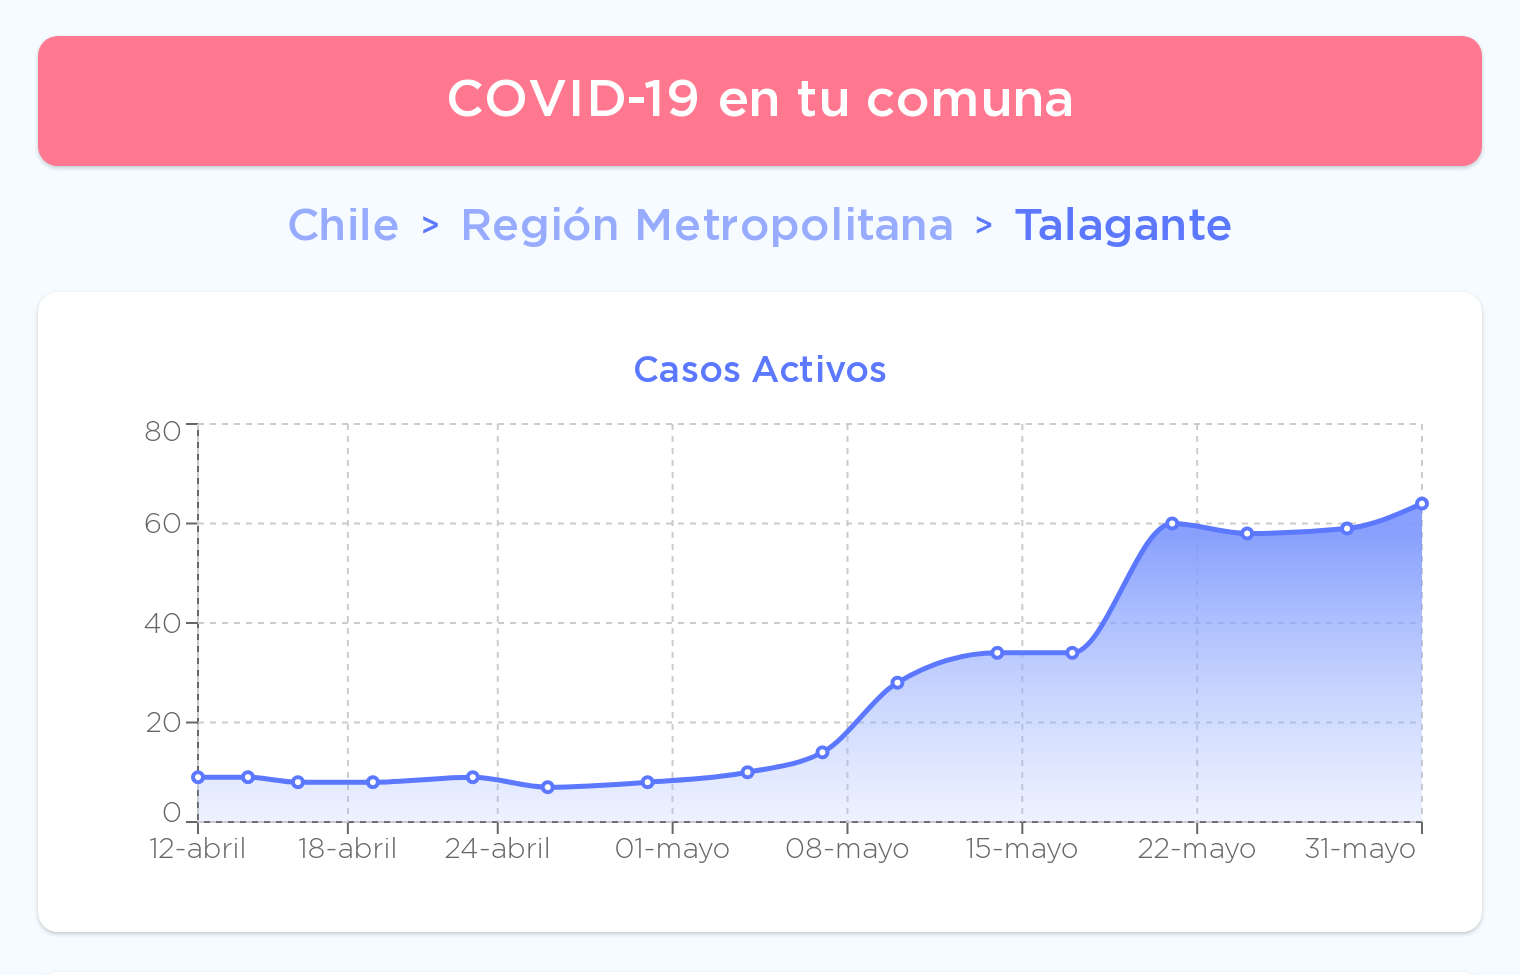 COVID-19 en tu comuna
Chile > Región Metropolitana > Talagante
Casos Activos
80
60
40
20
0
12-abril 18-abril 24-abril 01-mayo 08-mayo 15-mayo 22-mayo 31-mayo